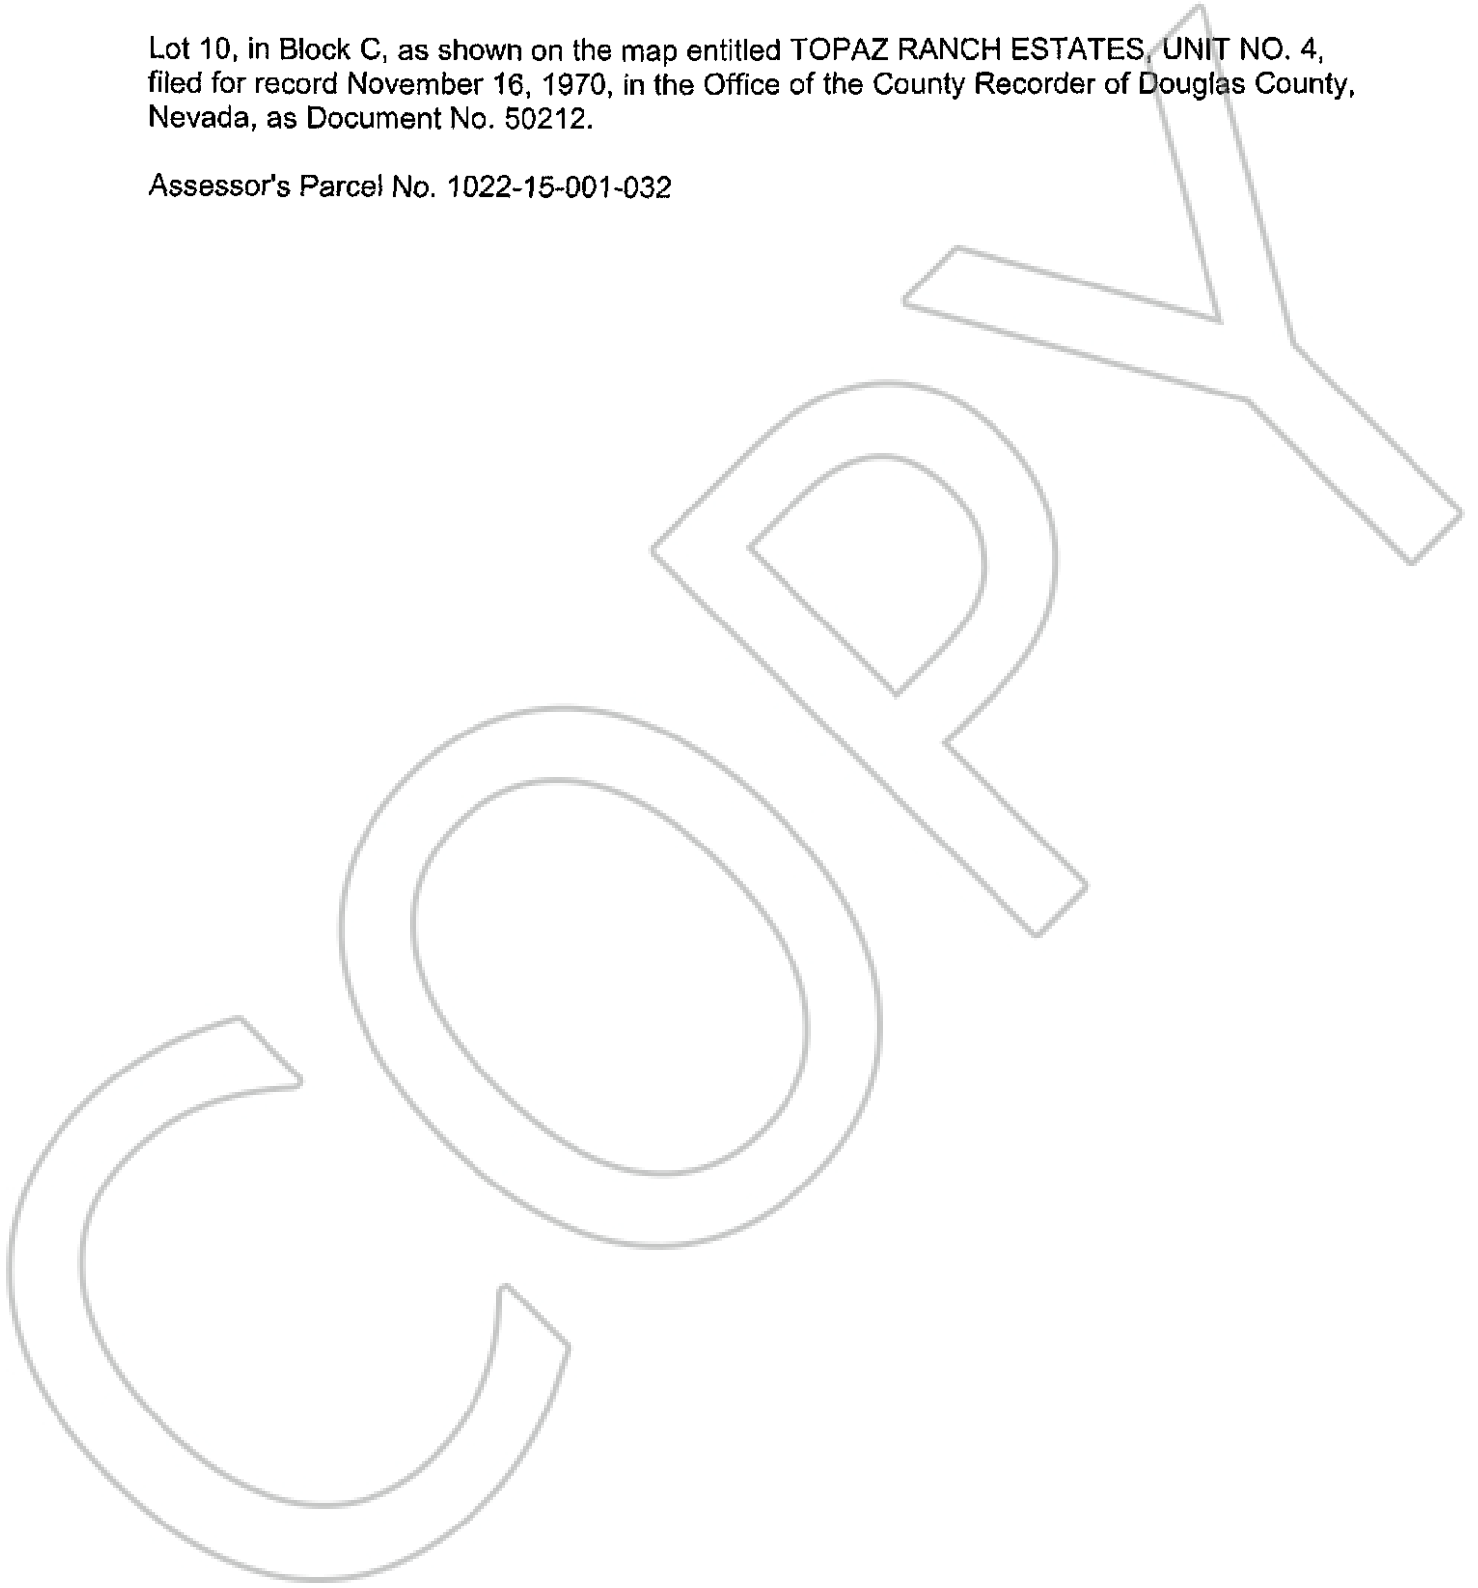 Lot 10, in Block C, as shown on the map entitled TOPAZ RANCH ESTATES, UNIT NO. 4,
filed for record November 16, 1970, in the Office of the County Recorder of Douglas County,
Nevada, as Document No. 50212.
Assessor's Parcel No. 1022-15-001-032
COPY